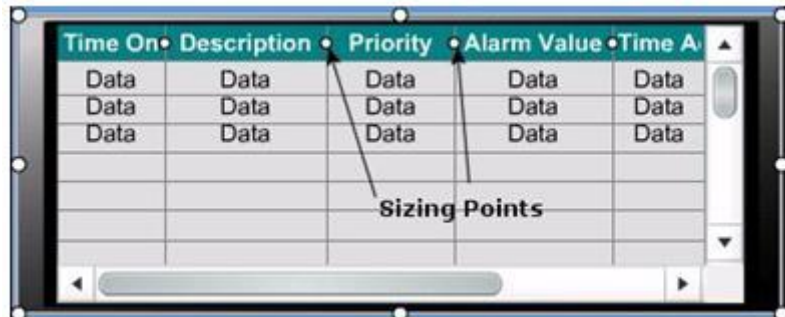 Time On Description Priority Alarm Value Time A
Data Data Data Data Data
Data Data Data Data Data
Data Data Data Data Data
Sizing Points